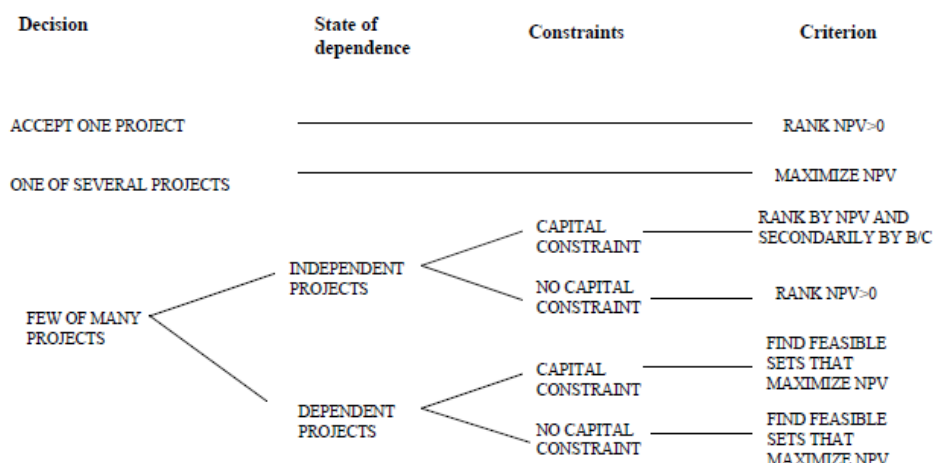 Decision
State of
dependence
Constraints
Criterion
ACCEPT ONE PROJECT
RANK NPV>0
ONE OF SEVERAL PROJECTS
MAXIMIZE NPV
FEW OF MANY
PROJECTS
INDEPENDENT
PROJECTS
CAPITAL
CONSTRAINT
RANK BY NPV AND
SECONDARILY BY B/C
NO CAPITAL
CONSTRAINT
RANK NPV>0
DEPENDENT
PROJECTS
CAPITAL
CONSTRAINT
FIND FEASIBLE
SETS THAT
MAXIMIZE NPV
NO CAPITAL
CONSTRAINT
FIND FEASIBLE
SETS THAT
MAXIMIZE NPV